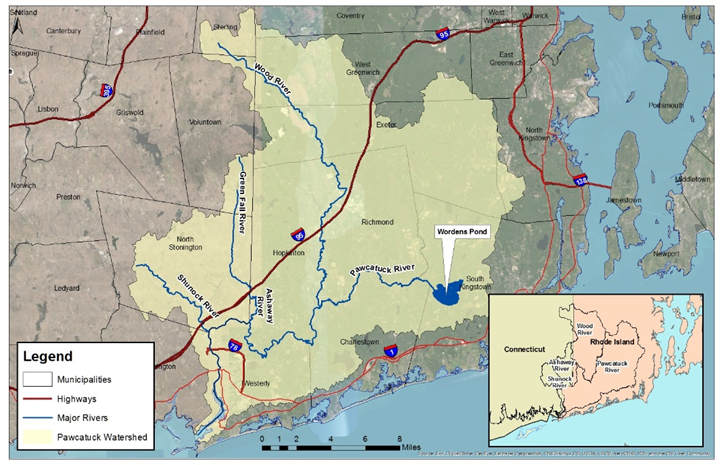 Scotland
Canterbury
Plainfield
Sterling
Coventry
West Warwick
Warwick
Bristol
Sprague
West Greenwich
East Greenwich
95
Wood River
395
Lisbon
Griswold
Voluntown
Exeter
North Kingstown
Portsmouth
Norwich
Preston
Green Fall River
138
Jamestown
Middletown
North Stonington
95
Hopkinton
Richmond
Wordens Pond
Newport
Ledyard
Shunock River
Ashaway River
Pawcatuck River
South Kingstown
78
Charlestown
1
Westerly
Legend
Municipalities
Highways
Major Rivers
Pawcatuck Watershed
0 1 2 4 6 8
Miles
Connecticut
Rhode Island
Wood River
Ashaway River
Shunock River
Pawcatuck River